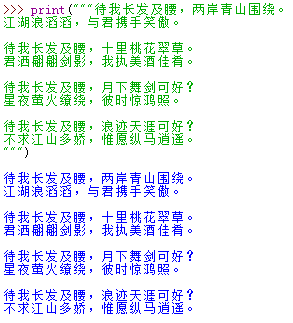 >>> print("""待我长发及腰，两岸青山围绕。
江湖浪滔滔，与君携手笑傲。

待我长发及腰，十里桃花翠草。
君洒翩翩剑影，我执美酒佳肴。

待我长发及腰，月下舞剑可好？
星夜萤火缭绕，彼时惊鸿照。

待我长发及腰，浪迹天涯可好？
不求江山多娇，惟愿纵马逍遥。
""")

待我长发及腰，两岸青山围绕。
江湖浪滔滔，与君携手笑傲。

待我长发及腰，十里桃花翠草。
君洒翩翩剑影，我执美酒佳肴。

待我长发及腰，月下舞剑可好？
星夜萤火缭绕，彼时惊鸿照。

待我长发及腰，浪迹天涯可好？
不求江山多娇，惟愿纵马逍遥。